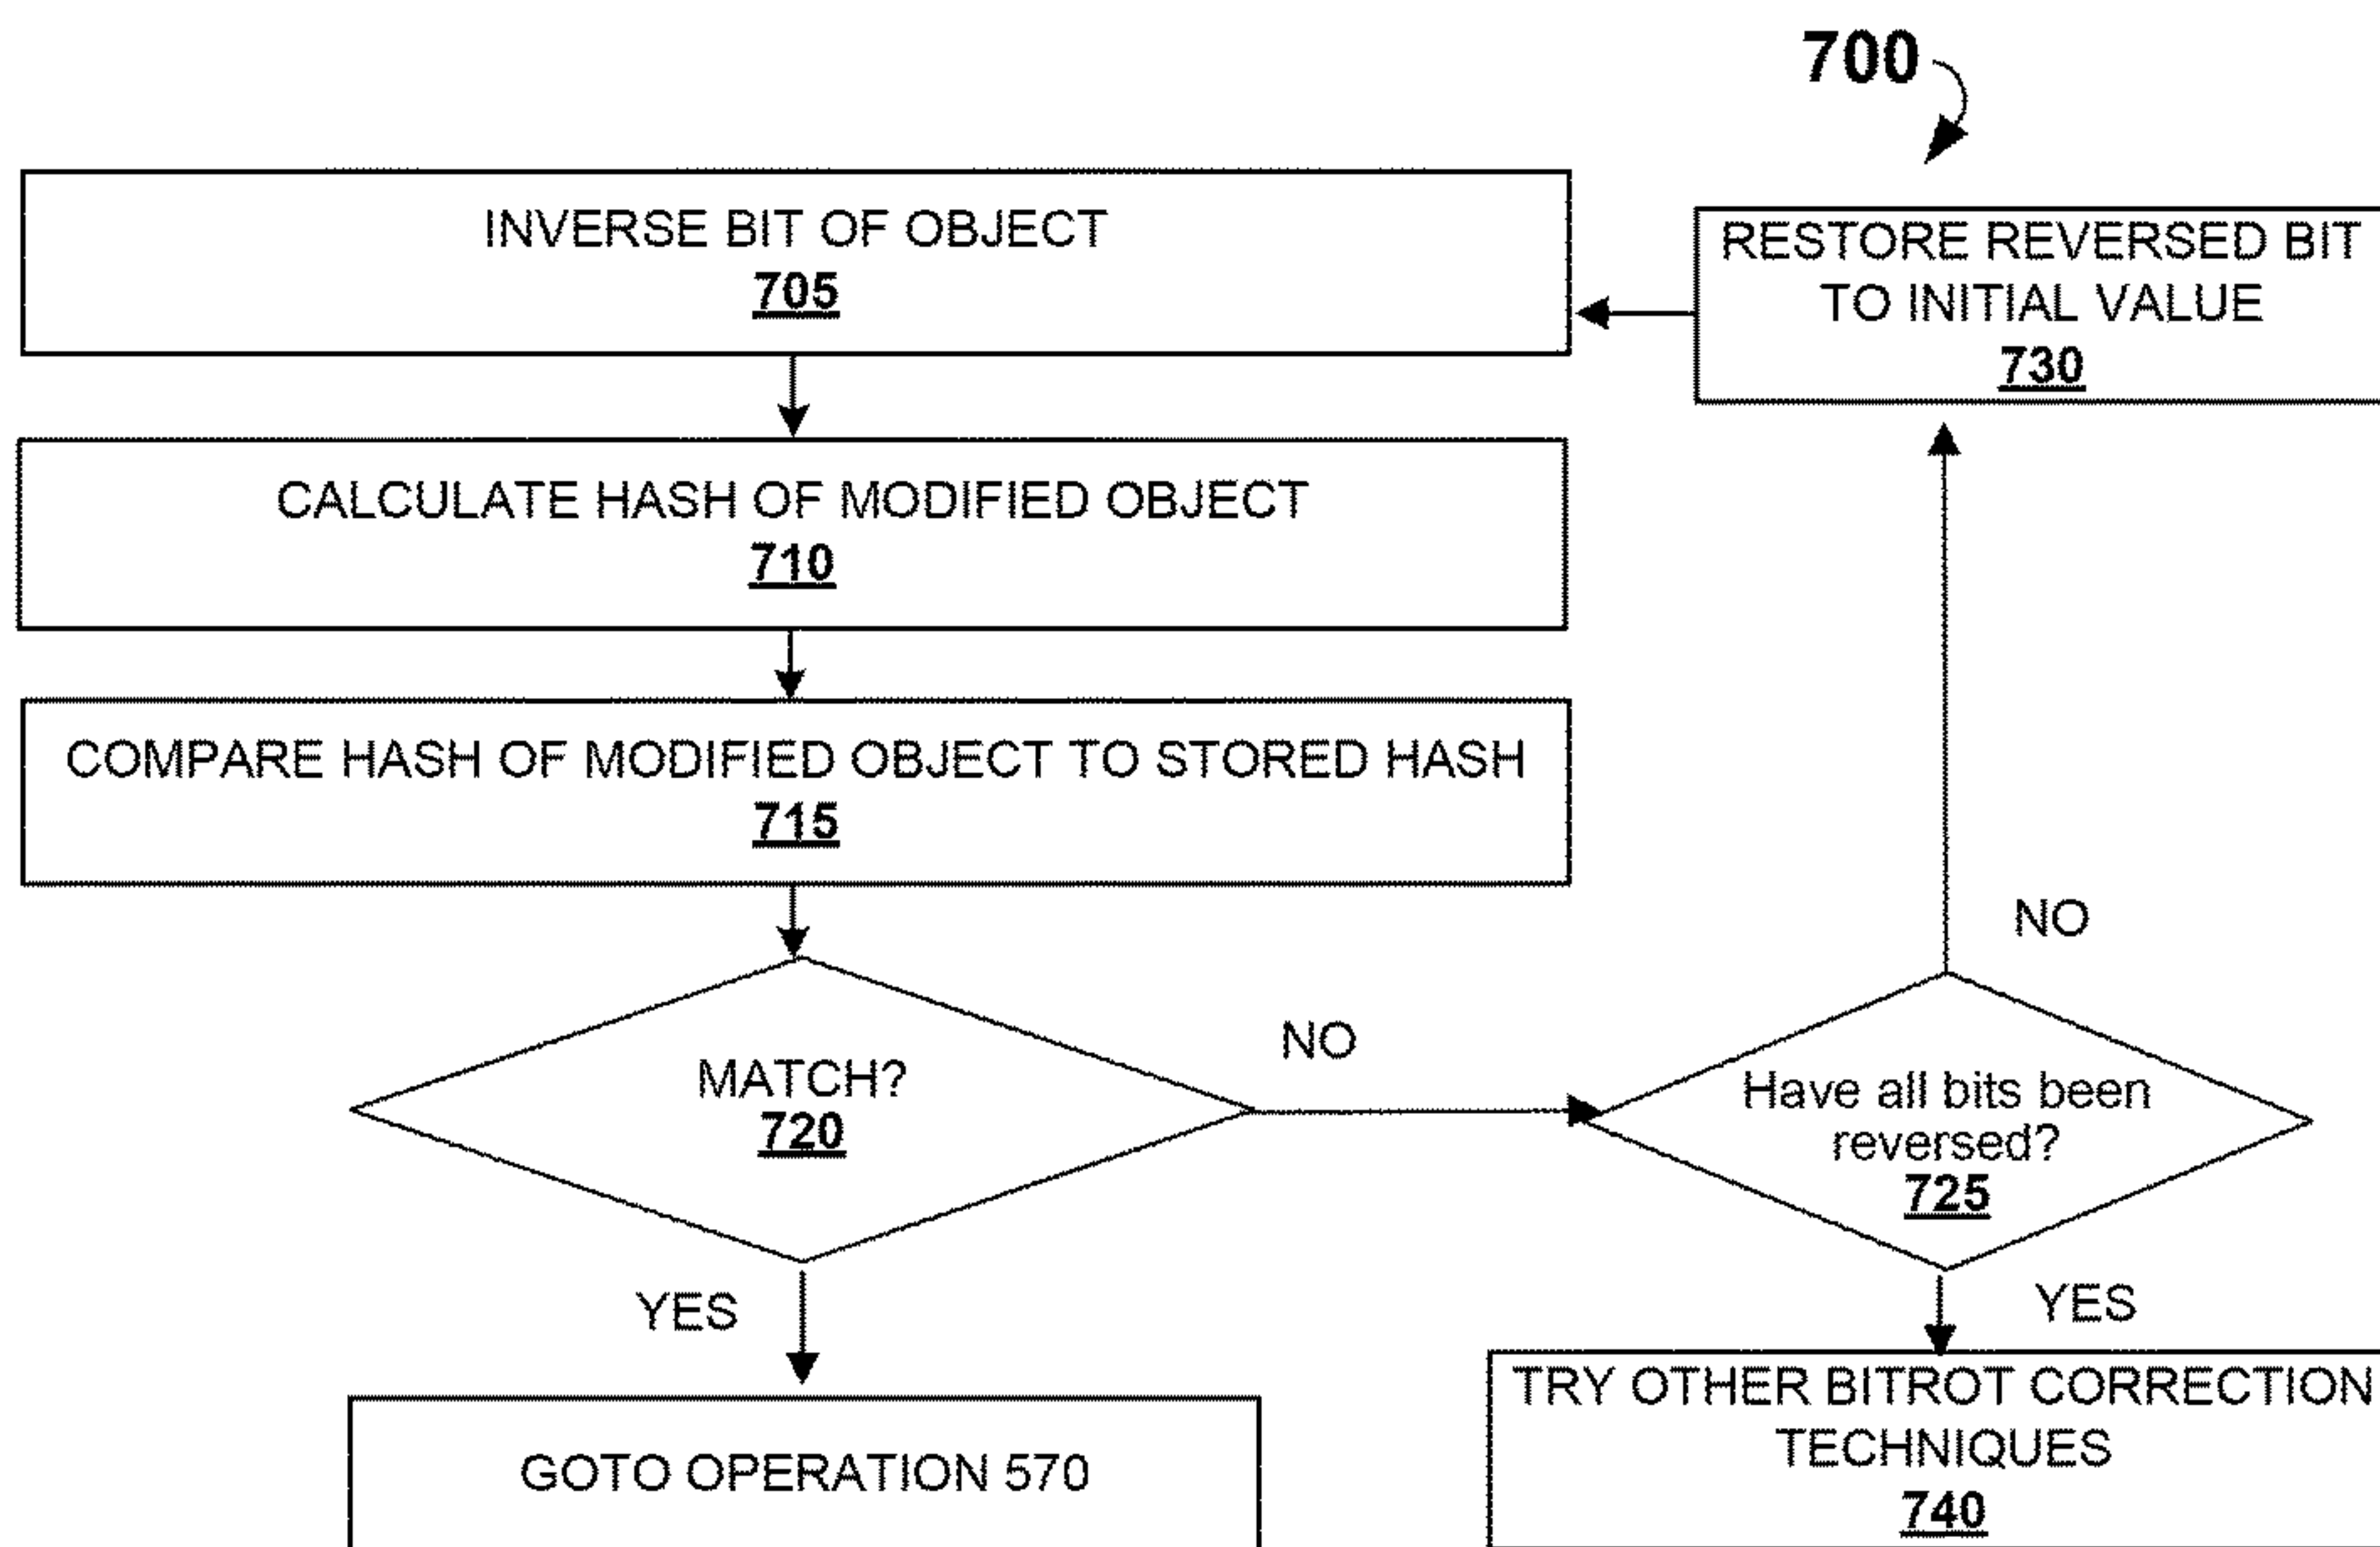 700
INVERSE BIT OF OBJECT
705
RESTORE REVERSED BIT
TO INITIAL VALUE
730
CALCULATE HASH OF MODIFIED OBJECT
710
COMPARE HASH OF MODIFIED OBJECT TO STORED HASH
715
NO
MATCH?
720
NO
Have all bits been
reversed?
725
YES
YES
GOTO OPERATION 570
TRY OTHER BITROT CORRECTION
TECHNIQUES
740